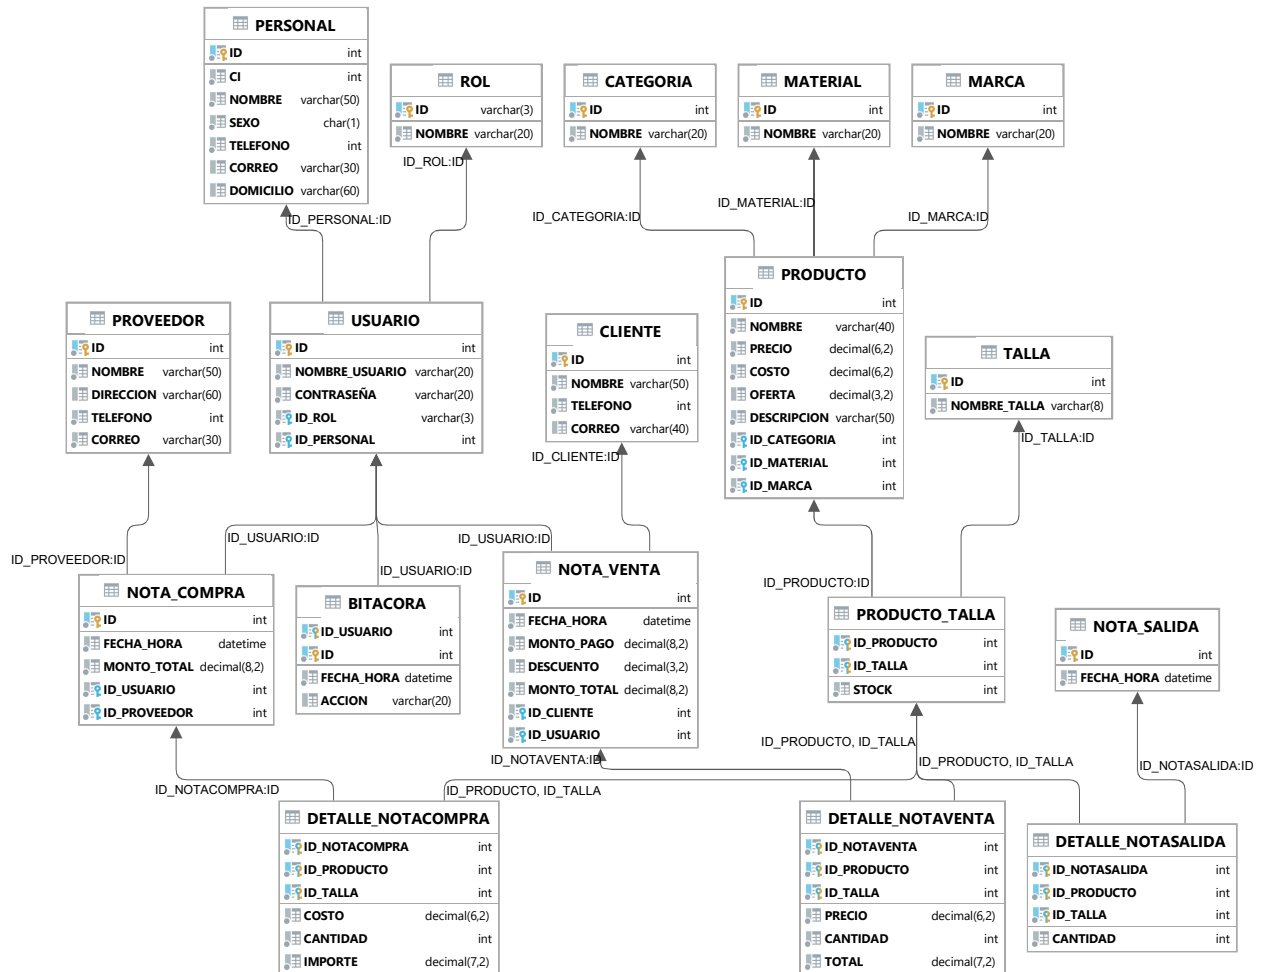 PERSONAL
ID int
CI int
NOMBRE varchar(50)
SEXO char(1)
TELEFONO int
CORREO varchar(30)
DOMICILIO varchar(60)
ROL
ID varchar(3)
NOMBRE varchar(20)
CATEGORIA
ID int
NOMBRE varchar(20)
MATERIAL
ID int
NOMBRE varchar(20)
MARCA
ID int
NOMBRE varchar(20)
ID_ROL:ID
ID_PERSONAL:ID
ID_CATEGORIA:ID
ID_MATERIAL:ID
ID_MARCA:ID
PROVEEDOR
ID int
NOMBRE varchar(50)
DIRECCION varchar(60)
TELEFONO int
CORREO varchar(30)
USUARIO
ID int
NOMBRE_USUARIO varchar(20)
CONTRASEÑA varchar(20)
ID_ROL varchar(3)
ID_PERSONAL int
CLIENTE
ID int
NOMBRE varchar(50)
TELEFONO int
CORREO varchar(40)
PRODUCTO
ID int
NOMBRE varchar(40)
PRECIO decimal(6,2)
COSTO decimal(6,2)
OFERTA decimal(3,2)
DESCRIPCION varchar(50)
ID_CATEGORIA int
ID_MATERIAL int
ID_MARCA int
TALLA
ID int
NOMBRE_TALLA varchar(8)
ID_TALLA:ID
ID_CLIENTE:ID
ID_PROVEEDOR:ID
ID_USUARIO:ID
ID_USUARIO:ID
ID_USUARIO:ID
ID_PRODUCTO:ID
NOTA_COMPRA
ID int
FECHA_HORA datetime
MONTO_TOTAL decimal(8,2)
ID_USUARIO int
ID_PROVEEDOR int
BITACORA
ID_USUARIO int
ID int
FECHA_HORA datetime
ACCION varchar(20)
NOTA_VENTA
ID int
FECHA_HORA datetime
MONTO_PAGO decimal(8,2)
DESCUENTO decimal(3,2)
MONTO_TOTAL decimal(8,2)
ID_CLIENTE int
ID_USUARIO int
PRODUCTO_TALLA
ID_PRODUCTO int
ID_TALLA int
STOCK int
NOTA_SALIDA
ID int
FECHA_HORA datetime
ID_NOTACOMPRA:ID
ID_PRODUCTO, ID_TALLA
ID_NOTAVENTA:ID
ID_PRODUCTO, ID_TALLA
ID_PRODUCTO, ID_TALLA
ID_NOTASALIDA:ID
DETALLE_NOTACOMPRA
ID_NOTACOMPRA int
ID_PRODUCTO int
ID_TALLA int
COSTO decimal(6,2)
CANTIDAD int
IMPORTE decimal(7,2)
DETALLE_NOTAVENTA
ID_NOTAVENTA int
ID_PRODUCTO int
ID_TALLA int
PRECIO decimal(6,2)
CANTIDAD int
TOTAL decimal(7,2)
DETALLE_NOTASALIDA
ID_NOTASALIDA int
ID_PRODUCTO int
ID_TALLA int
CANTIDAD int